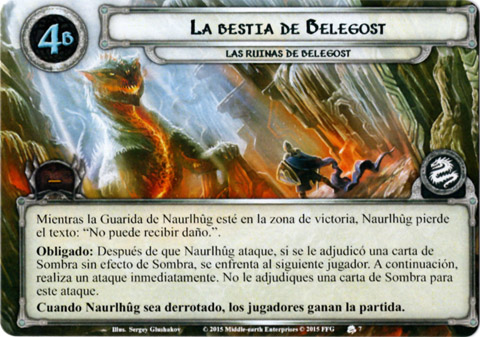 La bestia de Belegost
4B
LAS RUINAS DE BELEGOST
–
Mientras la Guarida de Naurlhûg esté en la zona de victoria, Naurlhûg pierde
el texto: “No puede recibir daño.”.
Obligado: Después de que Naurlhûg ataque, si se le adjudicó una carta de
Sombra sin efecto de Sombra, se enfrenta al siguiente jugador. A continuación,
realiza un ataque inmediatamente. No le adjudiques una carta de Sombra para
este ataque.
Cuando Naurlhûg sea derrotado, los jugadores ganan la partida.
Illus. Sergey Glushakov © 2015 Middle-earth Enterprises © 2015 FFG 7